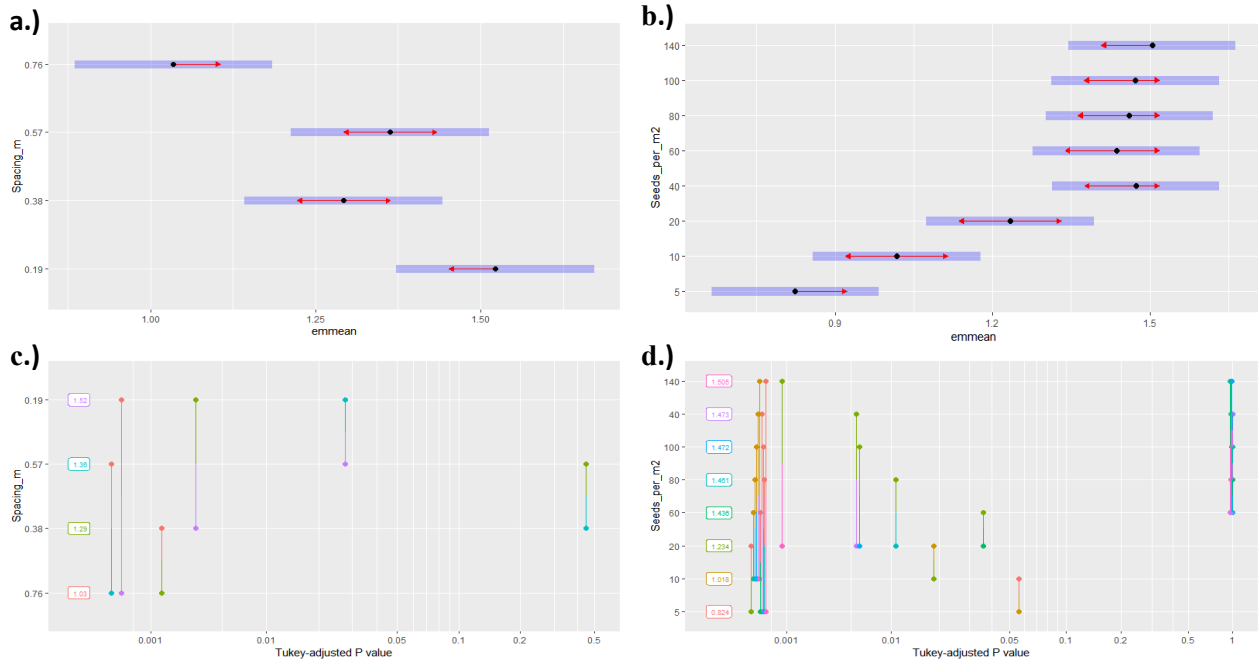 a.)
Spacing_m
0.76
0.57
0.38
0.19
1.00 1.25 1.50
emmean
b.)
Seeds_per_m2
140
100
80
60
40
20
10
5
0.9 1.2 1.5
emmean
c.)
Spacing_m
0.19 1.52
0.57 1.36
0.38 1.29
0.76 1.03
0.001 0.01 0.05 0.1 0.5
Tukey-adjusted P value
d.)
Seeds_per_m2
140 1.505
40 1.473
100 1.472
80 1.461
60 1.436
20 1.234
10 1.018
5 0.824
0.001 0.01 0.05 0.1 0.2 0.5 1
Tukey-adjusted P value